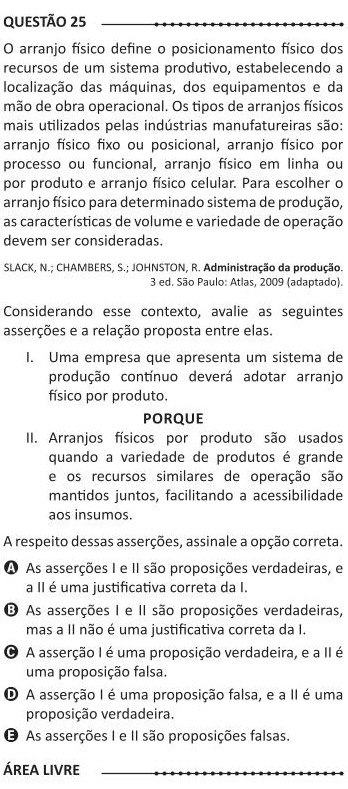 QUESTÃO 25
O arranjo físico define o posicionamento físico dos
recursos de um sistema produtivo, estabelecendo a
localização das máquinas, dos equipamentos e da
mão de obra operacional. Os tipos de arranjos físicos
mais utilizados pelas indústrias manufatureiras são:
arranjo físico fixo ou posicional, arranjo físico por
processo ou funcional, arranjo físico em linha ou
por produto e arranjo físico celular. Para escolher o
arranjo físico para determinado sistema de produção,
as características de volume e variedade de operação
devem ser consideradas.
SLACK, N.; CHAMBERS, S.; JOHNSTON, R. Administração da produção.
3 ed. São Paulo: Atlas, 2009 (adaptado).
Considerando esse contexto, avalie as seguintes
asserções e a relação proposta entre elas.
I. Uma empresa que apresenta um sistema de
produção contínuo deverá adotar arranjo
físico por produto.
PORQUE
II. Arranjos físicos por produto são usados
quando a variedade de produtos é grande
e os recursos similares de operação são
mantidos juntos, facilitando a acessibilidade
aos insumos.
A respeito dessas asserções, assinale a opção correta.
A As asserções I e II são proposições verdadeiras, e
a II é uma justificativa correta da I.
B As asserções I e II são proposições verdadeiras,
mas a II não é uma justificativa correta da I.
C A asserção I é uma proposição verdadeira, e a II é
uma proposição falsa.
D A asserção I é uma proposição falsa, e a II é uma
proposição verdadeira.
E As asserções I e II são proposições falsas.
ÁREA LIVRE